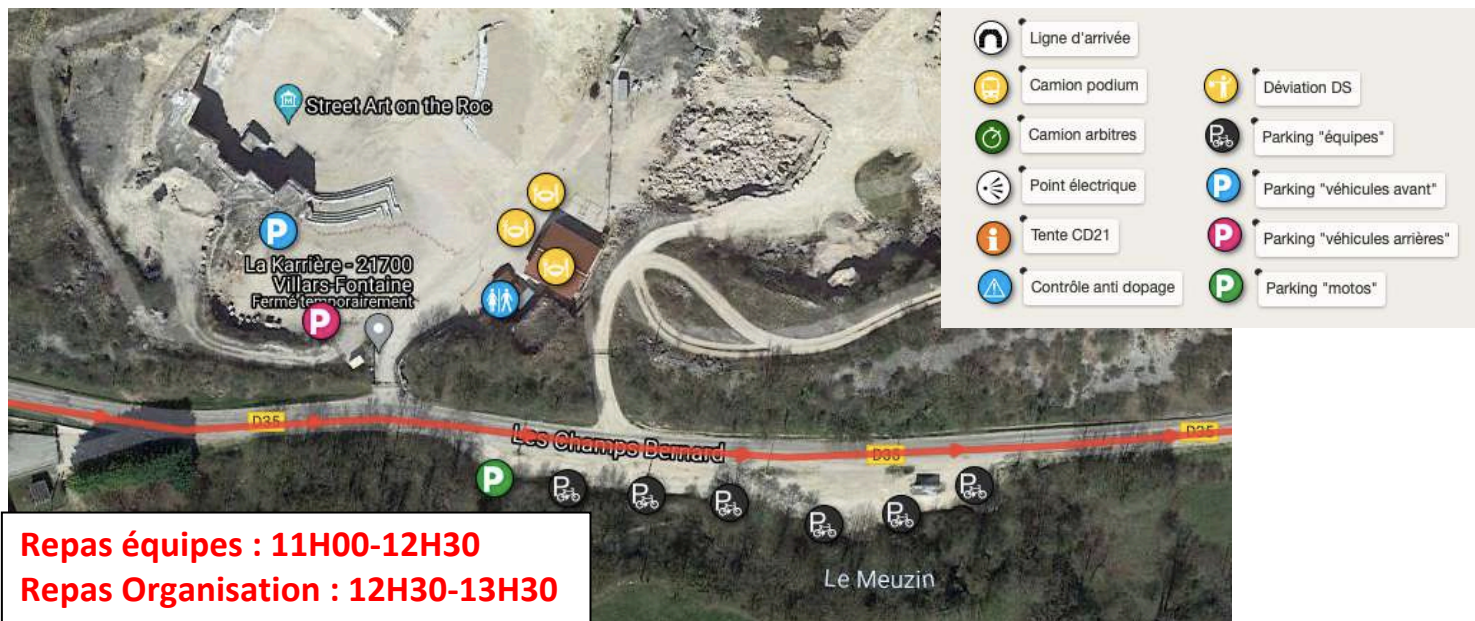 Street Art on the Roc
La Karrière - 21700
Villars-Fontaine
Fermé temporairement
D35
Les Champs Bernard
D35
D35
Le Meuzin
P
P
P
P
P
P
P
P
P
Repas équipes : 11H00-12H30
Repas Organisation : 12H30-13H30
Ligne d'arrivée
Camion podium
Camion arbitres
Point électrique
Tente CD21
Contrôle anti dopage
Déviation DS
P
Parking "équipes"
P
Parking "véhicules avant"
P
Parking "véhicules arrières"
P
Parking "motos"